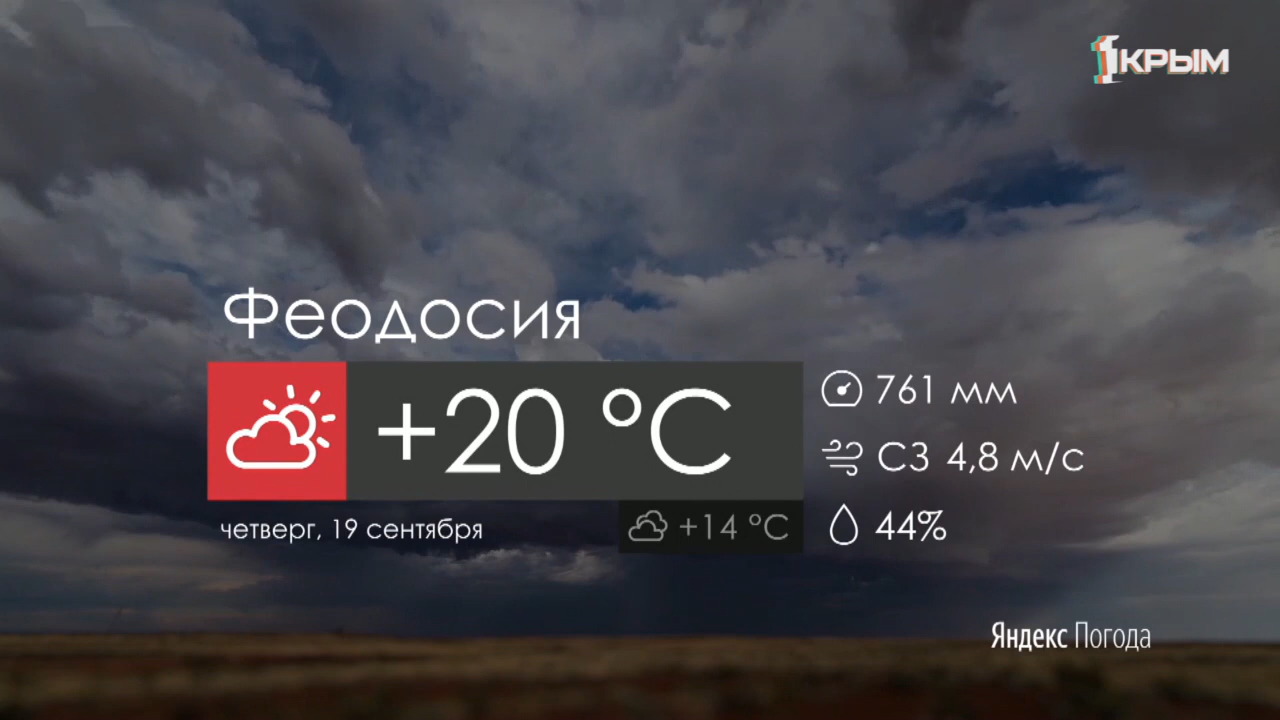 1КРЫМ
Феодосия
+20 °C
761 мм
СЗ 4,8 м/с
четверг, 19 сентября
+14 °C
44%
Яндекс Погода